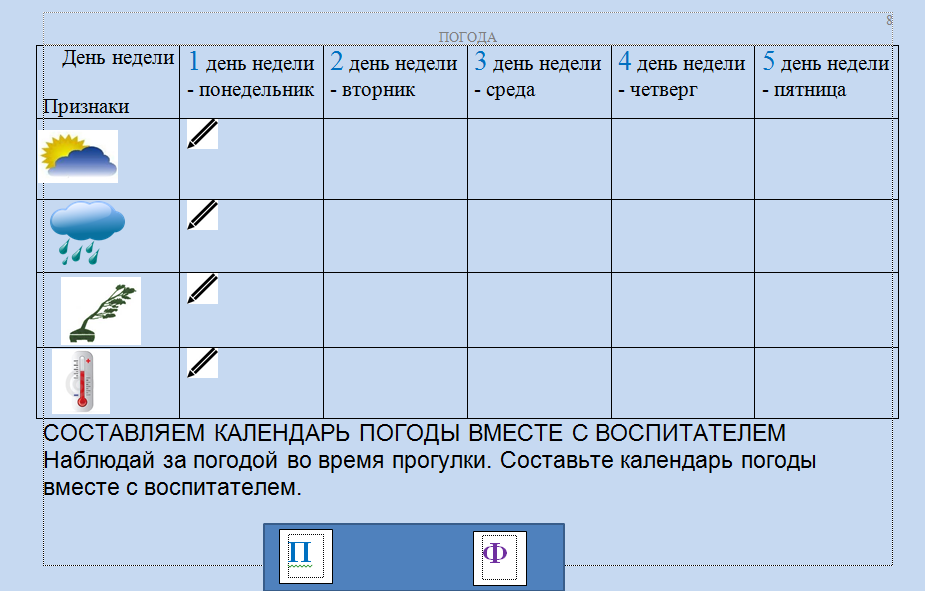 8
ПОГОДА
День недели
Признаки
1 день недели
- понедельник
2 день недели
- вторник
3 день недели
- среда
4 день недели
- четверг
5 день недели
- пятница
СОСТАВЛЯЕМ КАЛЕНДАРЬ ПОГОДЫ ВМЕСТЕ С ВОСПИТАТЕЛЕМ
Наблюдай за погодой во время прогулки. Составьте календарь погоды
вместе с воспитателем.
П
Ф